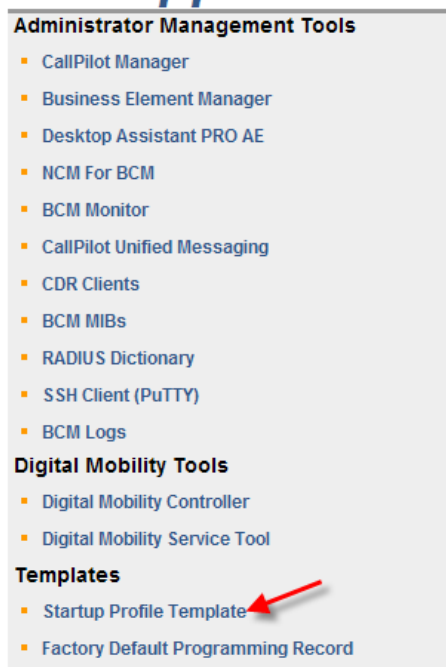 Administrator Management Tools
CallPilot Manager
Business Element Manager
Desktop Assistant PRO AE
NCM For BCM
BCM Monitor
CallPilot Unified Messaging
CDR Clients
BCM MIBs
RADIUS Dictionary
SSH Client (PuTTY)
BCM Logs
Digital Mobility Tools
Digital Mobility Controller
Digital Mobility Service Tool
Templates
Startup Profile Template
Factory Default Programming Record